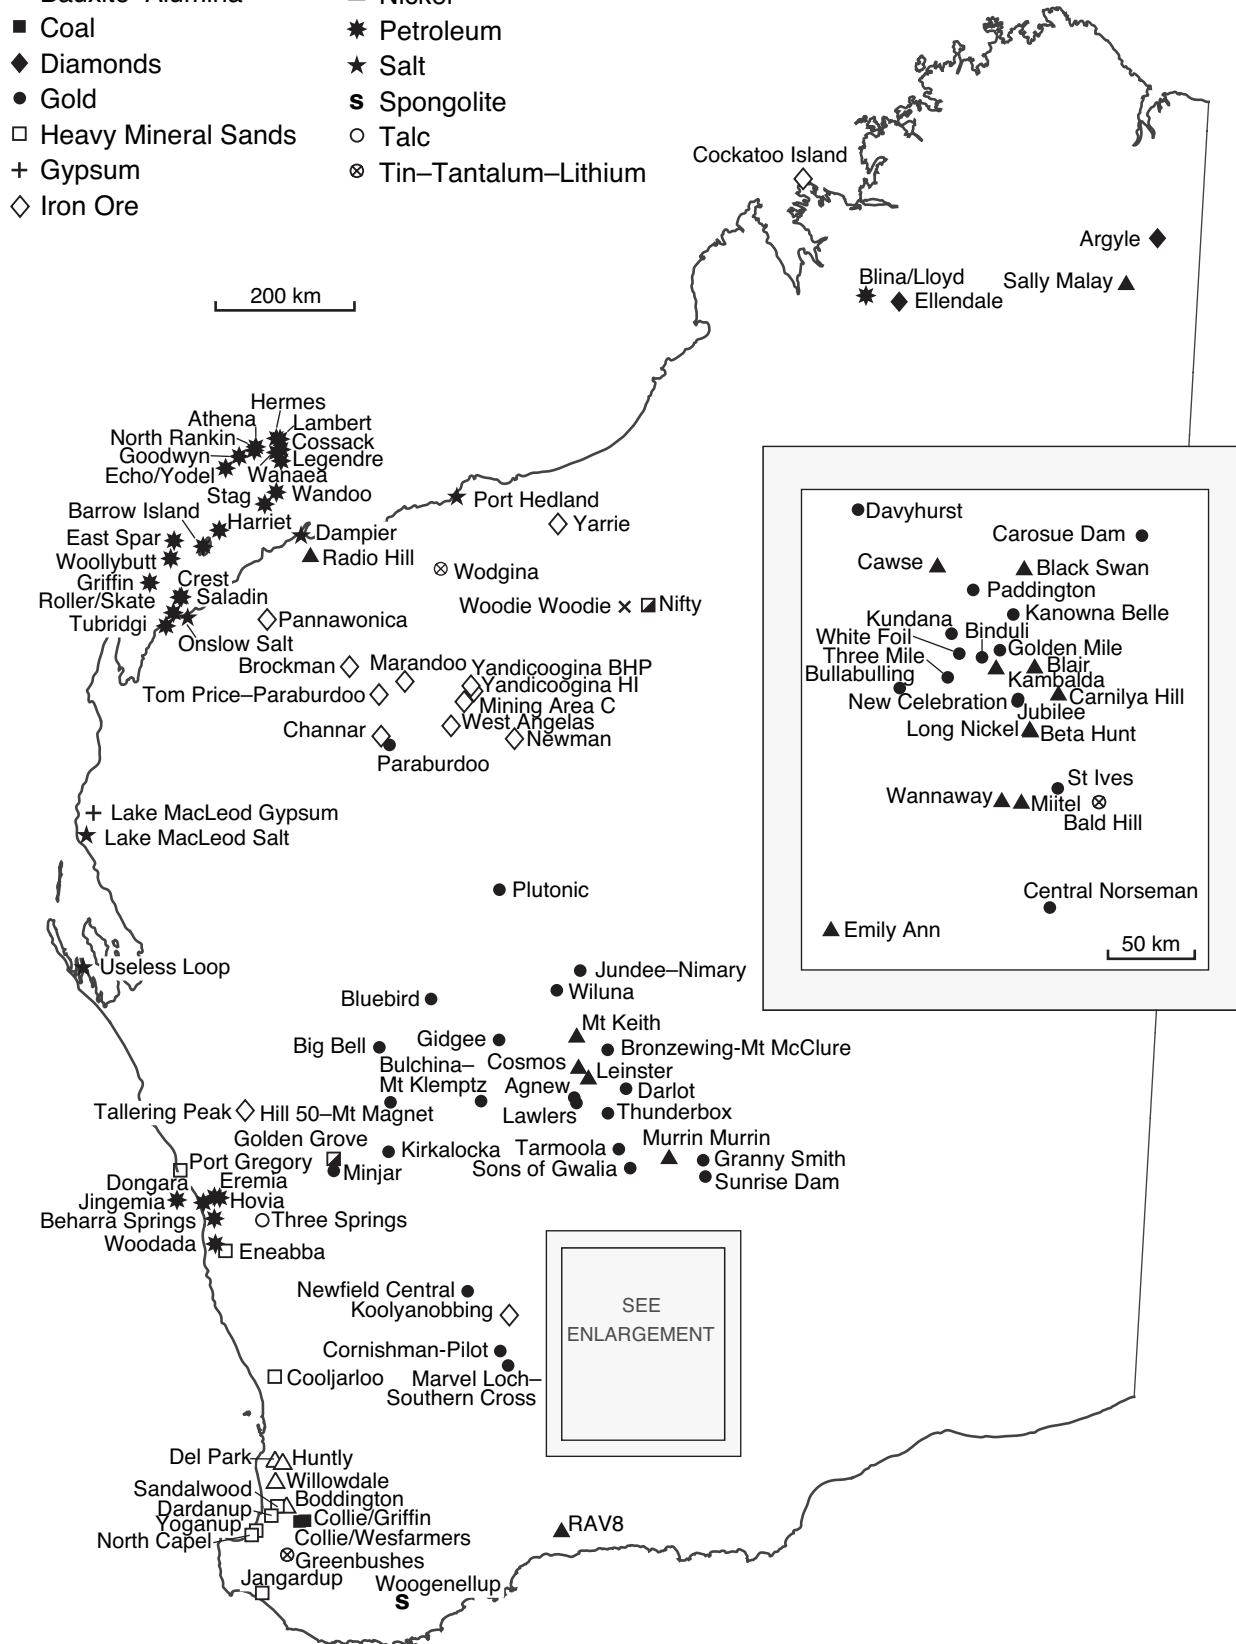 Bauxite–Alumina
Nickel
Coal
Petroleum
Diamonds
Salt
Gold
s Spongolite
Heavy Mineral Sands
Talc
Gypsum
Tin–Tantalum–Lithium
Iron Ore
Cockatoo Island
Argyle
Blina/Lloyd
Sally Malay
Ellendale
200 km
Hermes
Athena
Lambert
North Rankin
Cossack
Goodwyn
Legendre
Echo/Yodel
Wanaea
Stag
Wandoo
Barrow Island
Harriet
East Spar
Dampier
Woollybutt
Radio Hill
Griffin
Crest
Roller/Skate
Saladin
Tubridgi
Onslow Salt
Port Hedland
Yarrie
Wodgina
Woodie Woodie
Nifty
Pannawonica
Brockman
Marandoo
Yandicoogina BHP
Yandicoogina HI
Tom Price–Paraburdoo
Mining Area C
West Angelas
Channar
Newman
Paraburdoo
Lake MacLeod Gypsum
Lake MacLeod Salt
Plutonic
Useless Loop
Davyhurst
Carosue Dam
Cawse
Black Swan
Paddington
Kundana
Kanowna Belle
White Foil
Binduli
Golden Mile
Three Mile
Blair
Bullabulling
Kambalda
New Celebration
Carnilya Hill
Jubilee
Long Nickel
Beta Hunt
St Ives
Wannaway
Miitel
Bald Hill
Central Norseman
Emily Ann
50 km
Jundee–Nimary
Wiluna
Bluebird
Mt Keith
Big Bell
Gidgee
Bronzewing-Mt McClure
Bulchina–
Mt Klemptz
Cosmos
Leinster
Agnew
Darlot
Lawlers
Thunderbox
Tallering Peak
Hill 50–Mt Magnet
Golden Grove
Kirkalocka
Tarmoola
Murrin Murrin
Port Gregory
Minjar
Sons of Gwalia
Granny Smith
Sunrise Dam
Dongara
Eremia
Jingemia
Hovia
Beharra Springs
Three Springs
Woodada
Eneabba
Newfield Central
Koolyanobbing
SEE
ENLARGEMENT
Cornishman-Pilot
Cooljarloo
Marvel Loch–
Southern Cross
Del Park
Huntly
Willowdale
Sandalwood
Boddington
Dardanup
Collie/Griffin
Yoganup
Collie/Wesfarmers
North Capel
Greenbushes
Jangardup
RAV8
Woogenellup
s